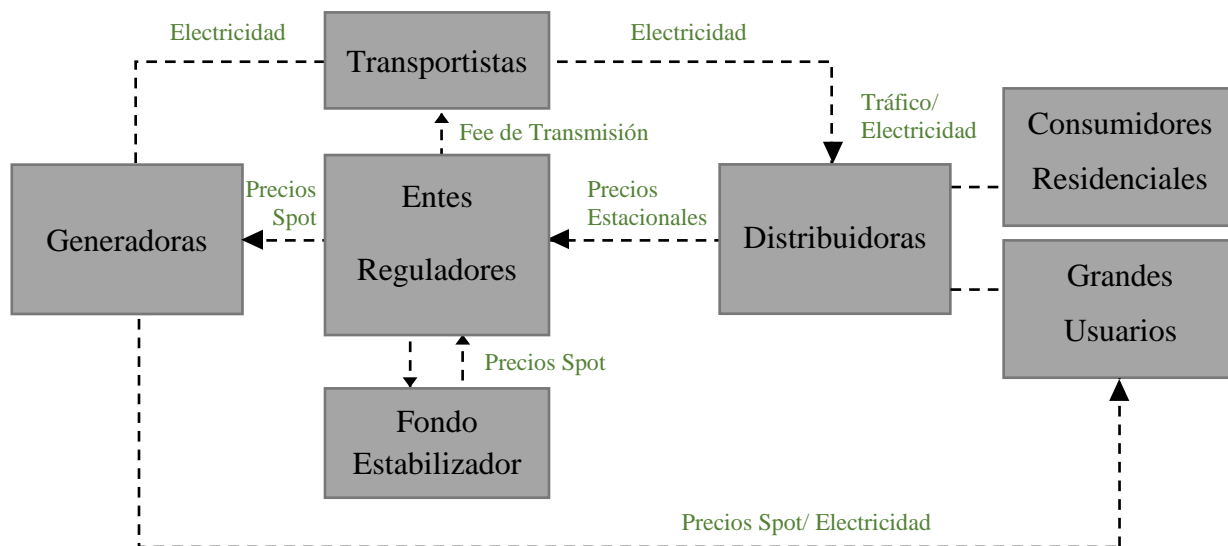 Electricidad
Transportistas
Electricidad
Tráfico/
Electricidad
Consumidores
Residenciales
Fee de Transmisión
Generadoras
Precios
Spot
Entes
Reguladores
Precios
Estacionales
Distribuidoras
Grandes
Usuarios
Precios Spot
Fondo
Estabilizador
Precios Spot/ Electricidad